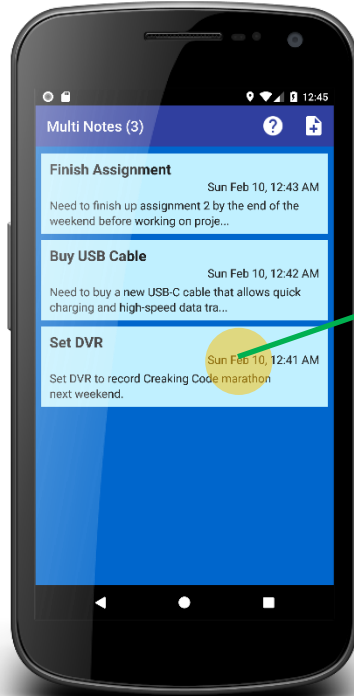 12:45
Multi Notes (3)
Finish Assignment
Sun Feb 10, 12:43 AM
Need to finish up assignment 2 by the end of the
weekend before working on proje...
Buy USB Cable
Sun Feb 10, 12:42 AM
Need to buy a new USB-C cable that allows quick
charging and high-speed data tra...
Set DVR
Sun Feb 10, 12:41 AM
Set DVR to record Creaking Code marathon
next weekend.